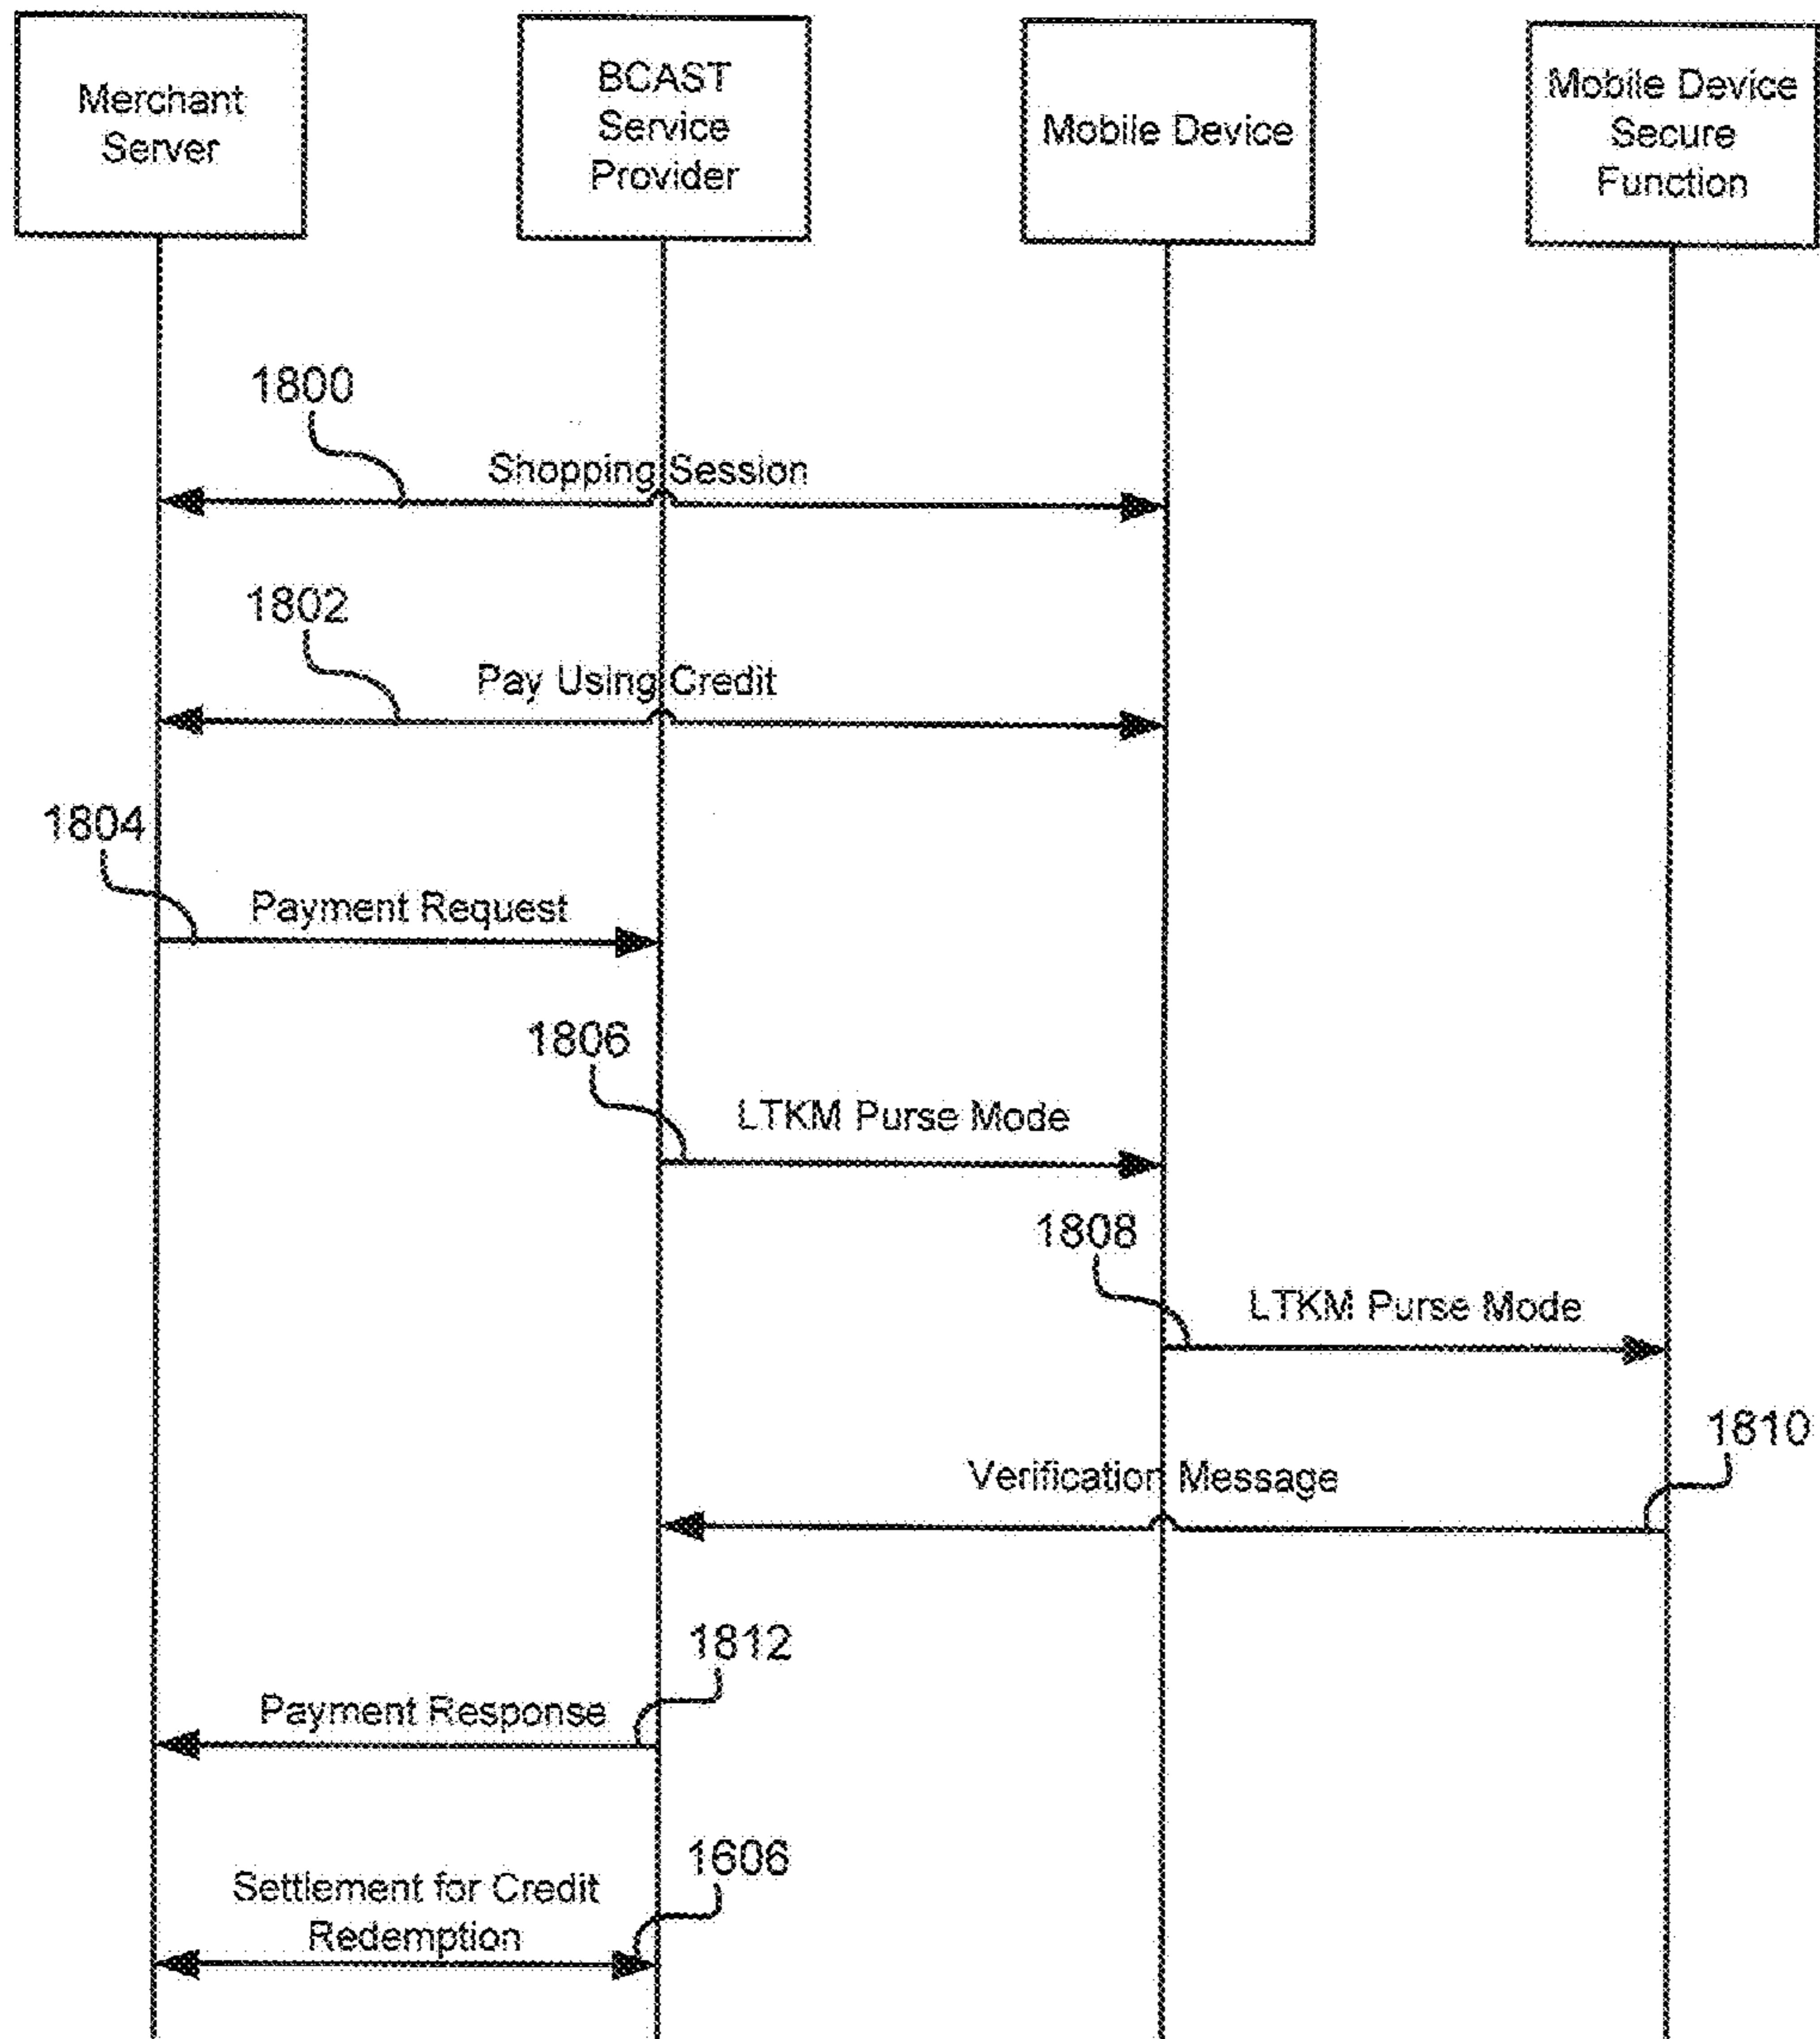 Merchant
Server
BCAST
Service
Provider
Mobile Device
Mobile Device
Secure
Function
1800
Shopping Session
1802
Pay Using Credit
1804
Payment Request
1806
LTKM Purse Mode
1808
LTKM Purse Mode
1810
Verification Message
1812
Payment Response
1606
Settlement for Credit
Redemption